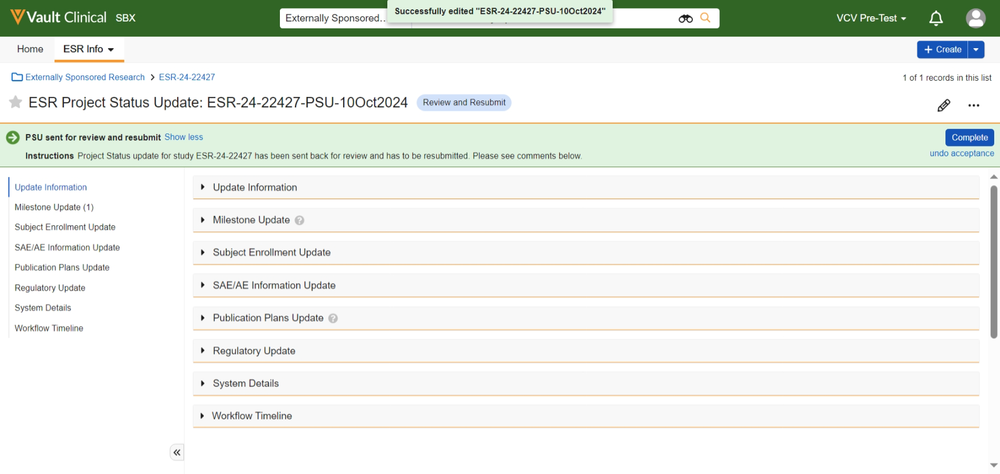 Vault Clinical SBX
Externally Sponsored...
Successfully edited "ESR-24-22427-PSU-10Oct2024"
VCV Pre-Test
Home
ESR Info
+ Create
Externally Sponsored Research > ESR-24-22427
1 of 1 records in this list
ESR Project Status Update: ESR-24-22427-PSU-10Oct2024
Review and Resubmit
PSU sent for review and resubmit Show less
Complete
Instructions Project Status update for study ESR-24-22427 has been sent back for review and has to be resubmitted. Please see comments below.
undo acceptance
Update Information
Milestone Update (1)
Subject Enrollment Update
SAE/AE Information Update
Publication Plans Update
Regulatory Update
System Details
Workflow Timeline
Update Information
Milestone Update ?
Subject Enrollment Update
SAE/AE Information Update
Publication Plans Update ?
Regulatory Update
System Details
Workflow Timeline